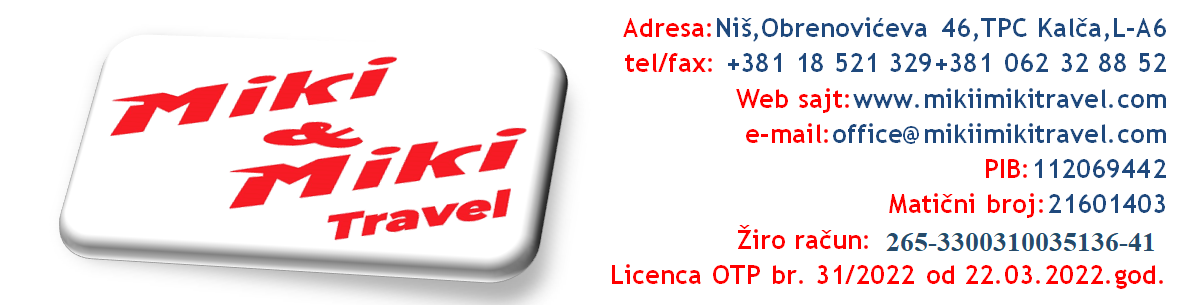 Miki
&
Miki
Travel
Adresa:Niš,Obrenovićeva 46,TPC Kalča,L-A6
tel/fax: +381 18 521 329+381 062 32 88 52
Web sajt:www.mikiimikitravel.com
e-mail:office@mikiimikitravel.com
PIB:112069442
Matični broj:21601403
Žiro račun: 265-3300310035136-41
Licenca OTP br. 31/2022 od 22.03.2022.god.